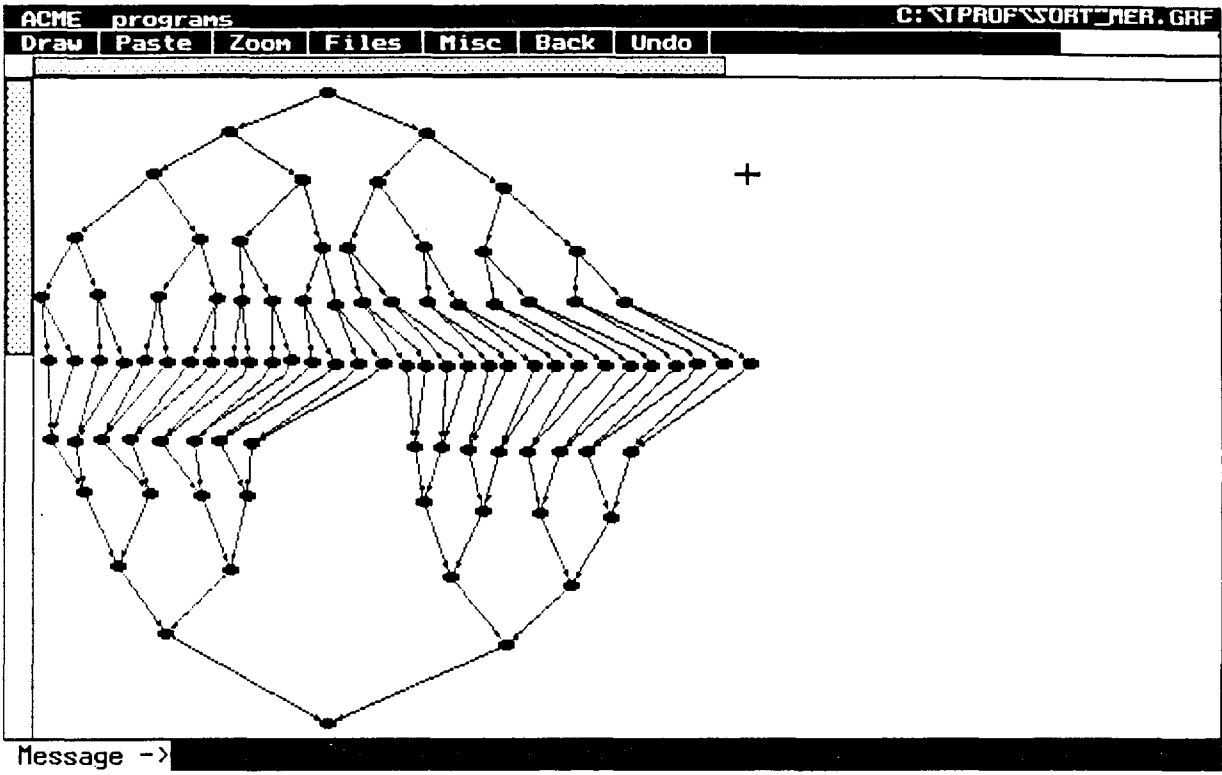 ACME programs C:\TPROF\SORT_MER.GRF
Draw Paste Zoom Files Misc Back Undo
Message ->